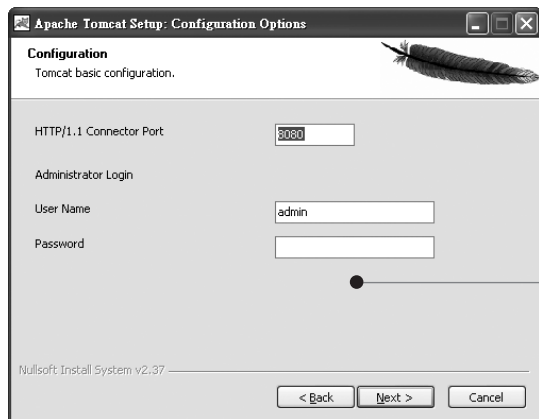 Apache Tomcat Setup: Configuration Options
Configuration
Tomcat basic configuration.
HTTP/1.1 Connector Port
8080
Administrator Login
User Name
admin
Password
Nullsoft Install System v2.37
< Back
Next >
Cancel